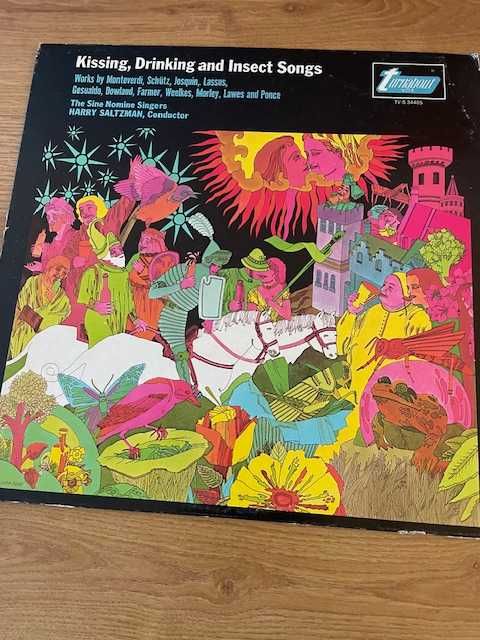 Kissing, Drinking and Insect Songs
Works by Monteverdi, Schütz, Josquin, Lassus,
Gesualdo, Dowland, Farmer, Weelkes, Morley, Lawes and Ponce
The Sine Nomine Singers
HARRY SALTZMAN, Conductor
turnabout
TV-S 34485